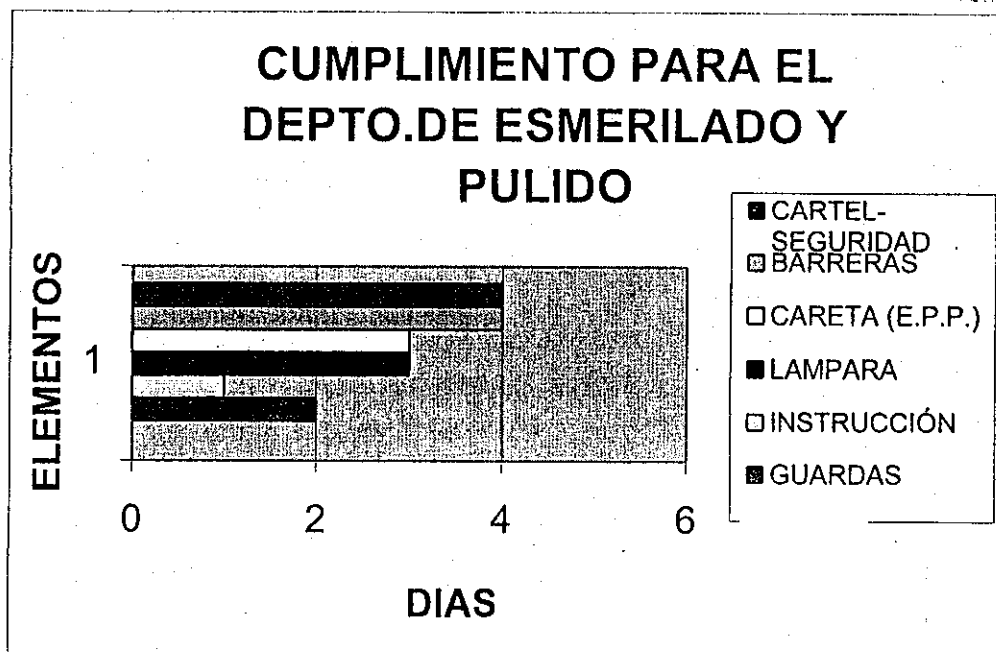 CUMPLIMIENTO PARA EL
DEPTO.DE ESMERILADO Y
PULIDO
ELEMENTOS
1
0
2
4
6
DIAS
CARTEL-
SEGURIDAD
BARRERAS
CARETA (E.P.P.)
LAMPARA
INSTRUCCIÓN
GUARDAS